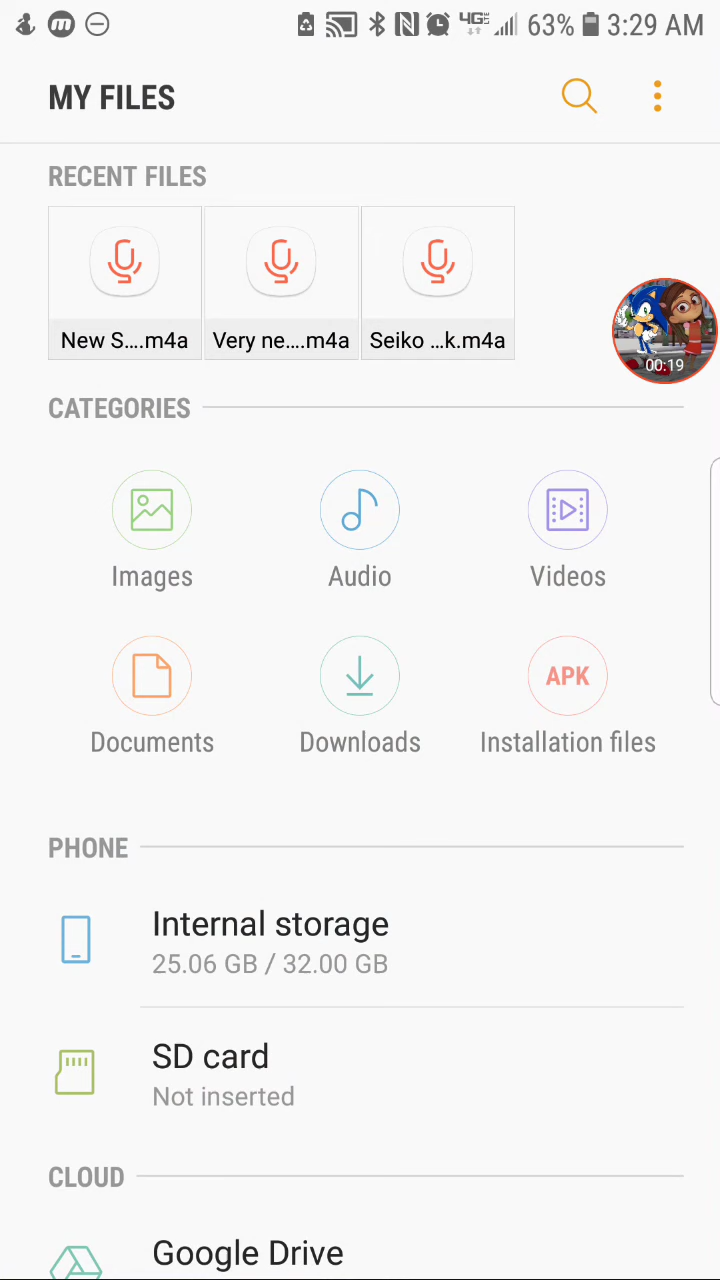 63% 3:29 AM
MY FILES
RECENT FILES
New S....m4a Very ne....m4a Seiko ...k.m4a
00:19
CATEGORIES
Images Audio Videos
APK
Documents Downloads Installation files
PHONE
Internal storage
25.06 GB / 32.00 GB
SD card
Not inserted
CLOUD
Google Drive